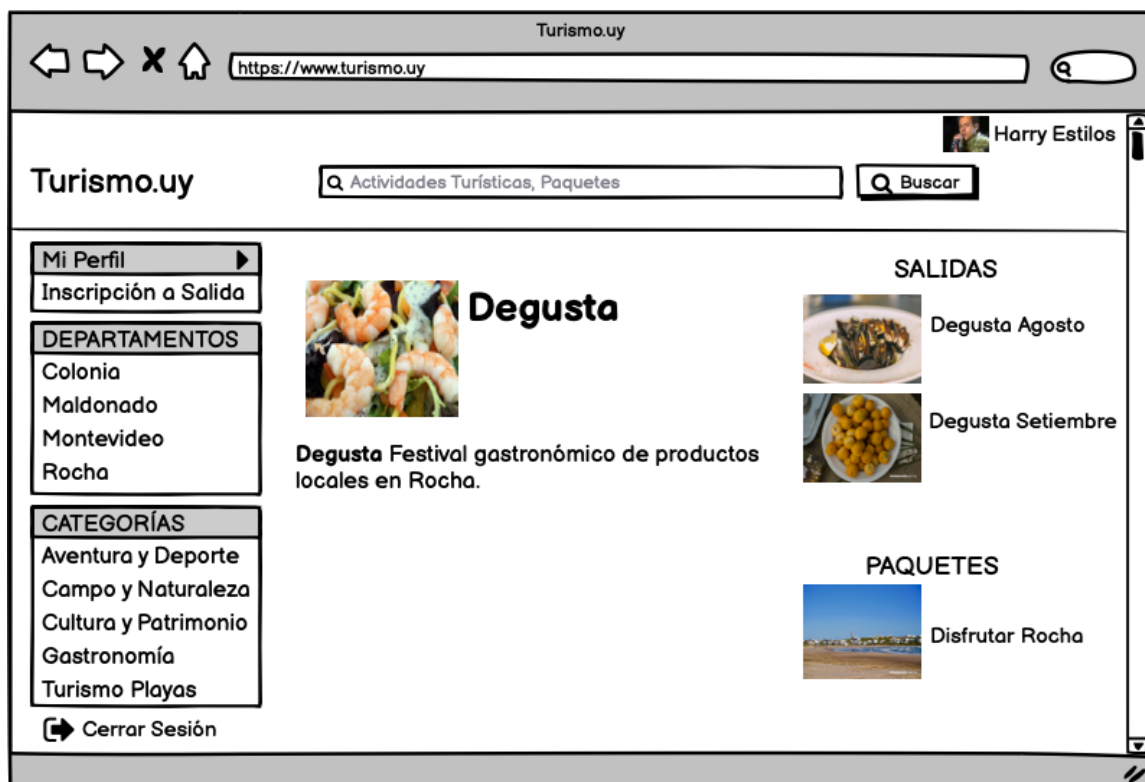 Turismo.uy
https://www.turismo.uy
Harry Estilos
Turismo.uy
Actividades Turísticas, Paquetes
Buscar
Mi Perfil
Inscripción a Salida
DEPARTAMENTOS
Colonia
Maldonado
Montevideo
Rocha
CATEGORÍAS
Aventura y Deporte
Campo y Naturaleza
Cultura y Patrimonio
Gastronomía
Turismo Playas
Cerrar Sesión
Degusta
Degusta Festival gastronómico de productos
locales en Rocha.
SALIDAS
Degusta Agosto
Degusta Setiembre
PAQUETES
Disfrutar Rocha